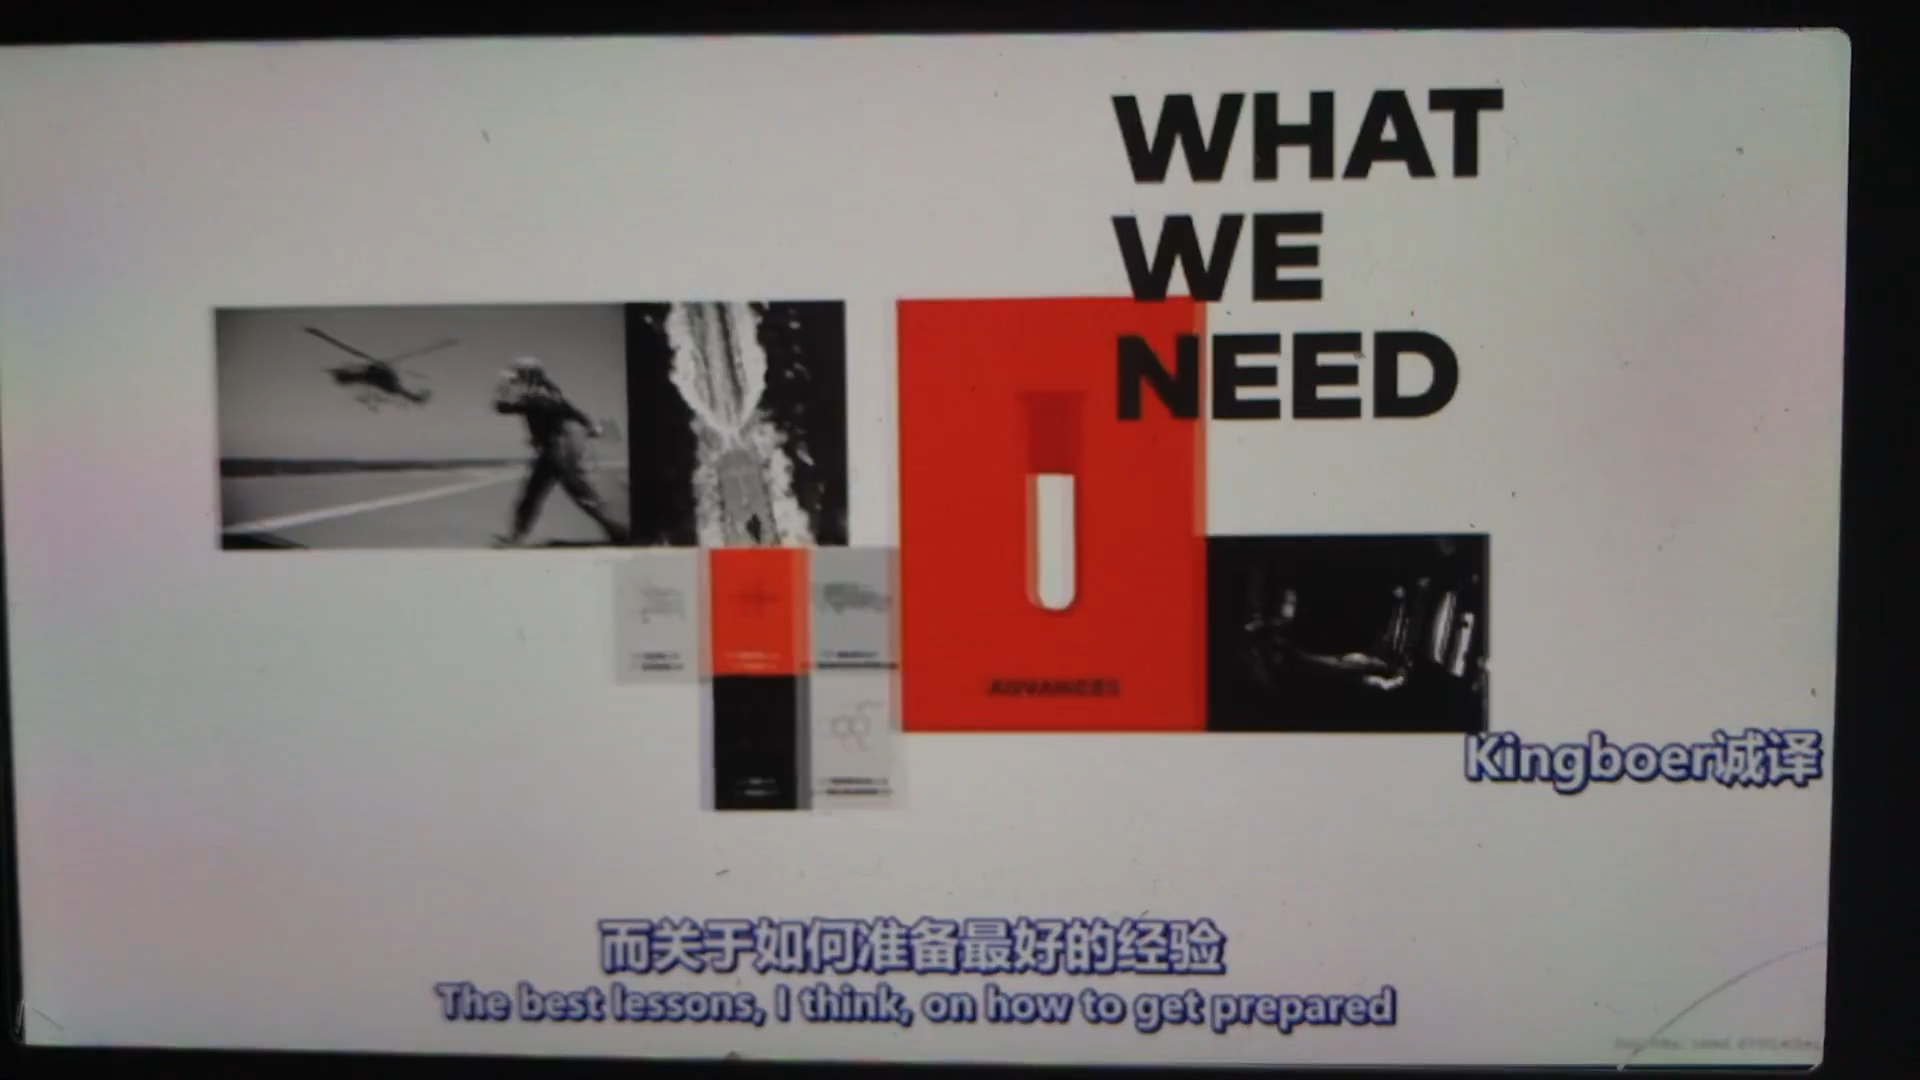 WHAT
WE
NEED
ADVANCES
Kingboer诚译
而关于如何准备最好的经验
The best lessons, I think, on how to get prepared